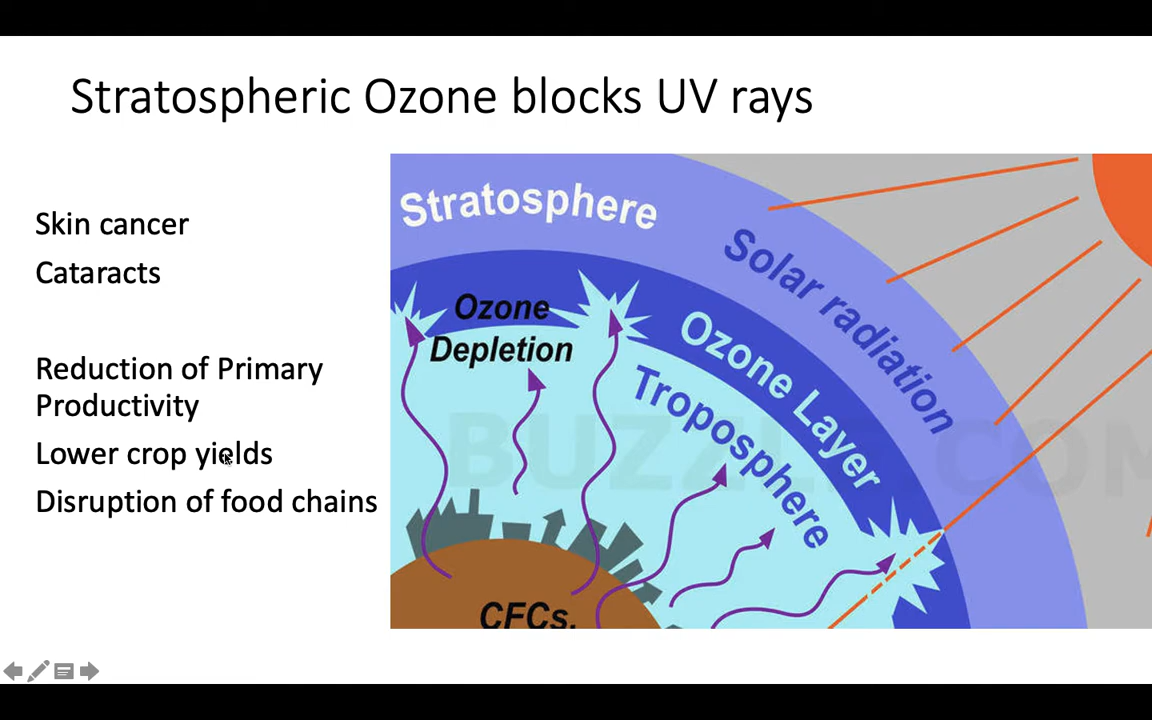 Stratospheric Ozone blocks UV rays
Skin cancer
Cataracts
Reduction of Primary
Productivity
Lower crop yields
Disruption of food chains
Stratosphere
Solar radiation
Ozone
Depletion
Ozone Layer
Troposphere
CFCs.